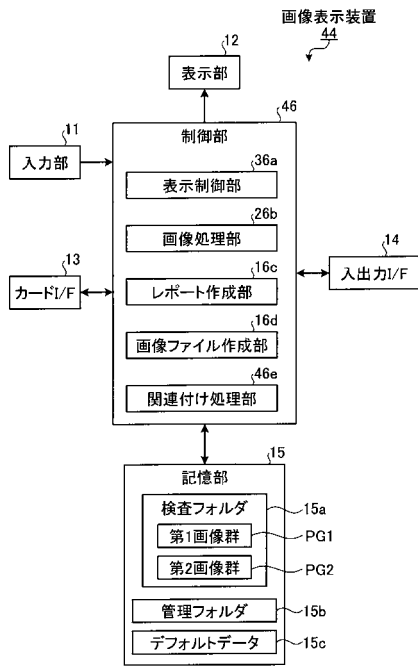 画像表示装置
44
12
表示部
46
制御部
11
入力部
36a
表示制御部
26b
画像処理部
14
入出力I/F
13
カードI/F
16c
レポート作成部
16d
画像ファイル作成部
46e
関連付け処理部
15
記憶部
検査フォルダ
15a
第1画像群
PG1
第2画像群
PG2
管理フォルダ
15b
デフォルトデータ
15c